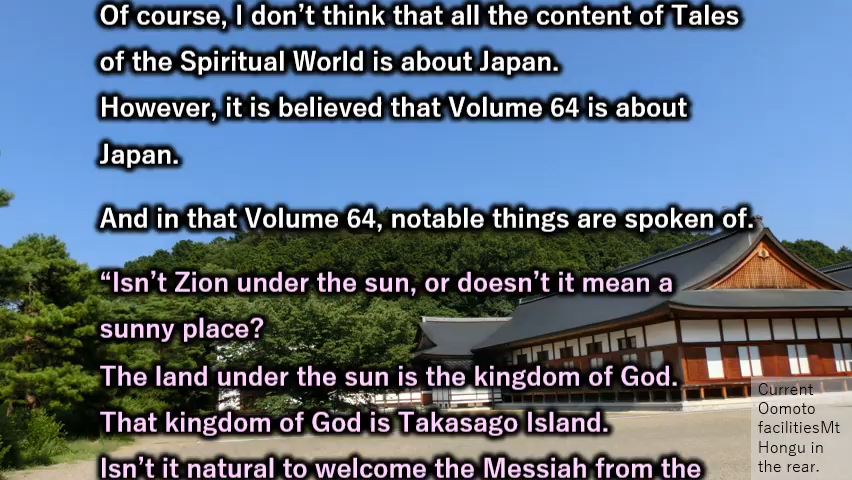 Of course, I don’t think that all the content of Tales
of the Spiritual World is about Japan.
However, it is believed that Volume 64 is about
Japan.
And in that Volume 64, notable things are spoken of.
“Isn’t Zion under the sun, or doesn’t it mean a
sunny place?
The land under the sun is the kingdom of God.
That kingdom of God is Takasago Island.
Isn’t it natural to welcome the Messiah from the
Current
Oomoto
facilitiesMt
Hongu in
the rear.